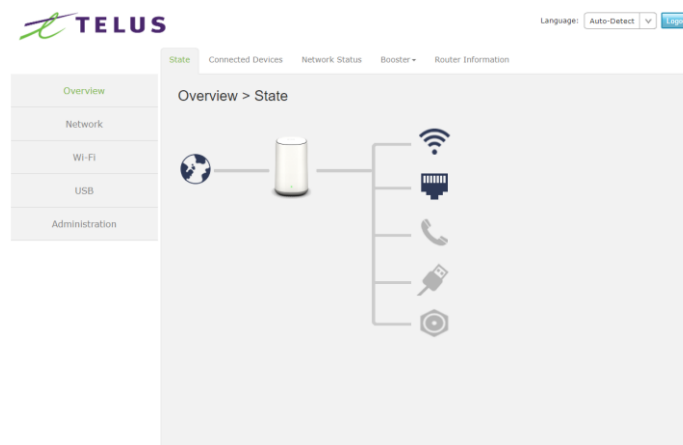 TELUS
Language: Auto-Detect
State Connected Devices Network Status Booster Router Information
Overview
Network
Wi-Fi
USB
Administration
Overview > State